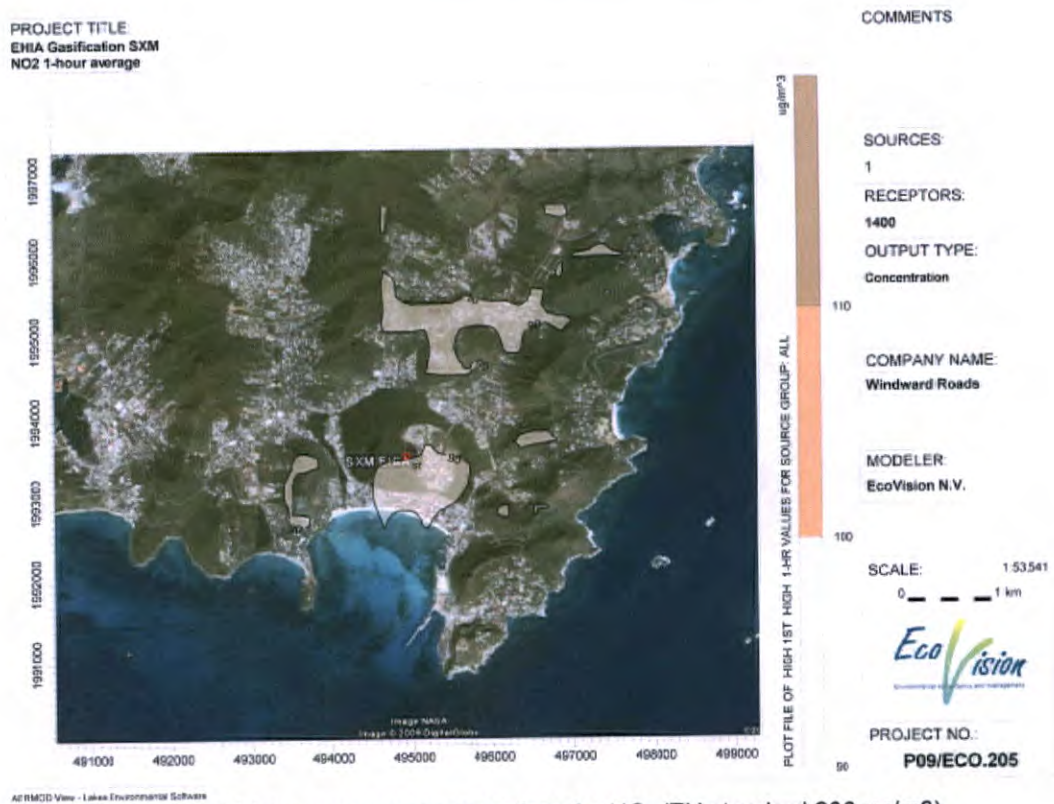 PROJECT TITLE:
EHIA Gasification SXM
NO2 1-hour average
COMMENTS
ug/m^3
SOURCES:
1
RECEPTORS:
1400
OUTPUT TYPE:
Concentration
COMPANY NAME:
Windward Roads
MODELER:
EcoVision N.V.
SCALE:
1:53,541
0
1 km
EcoVision
PROJECT NO.:
P09/ECO.205
PLOT FILE OF HIGH 1ST HIGH 1-HR VALUES FOR SOURCE GROUP: ALL
110
100
90
1997000
1996000
1995000
1994000
1993000
1992000
1991000
491000 492000 493000 494000 495000 496000 497000 498000 499000
SXM
Image NASA
Image © 2009 DigitalGlobe
AERMOD View - Lakes Environmental Software